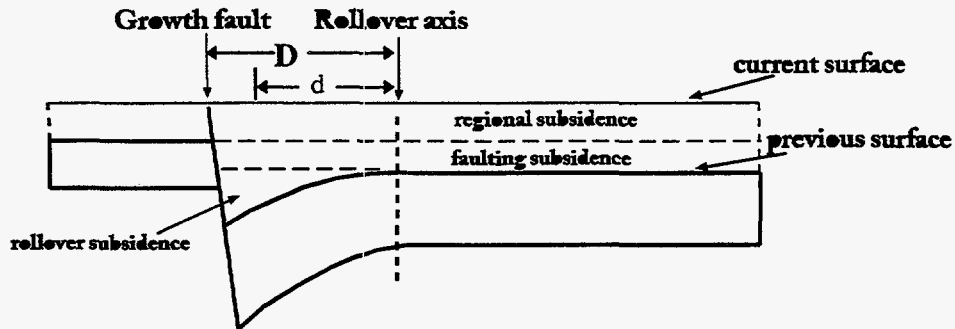 Growth fault Rollover axis
D
d
current surface
regional subsidence
previous surface
faulting subsidence
rollover subsidence